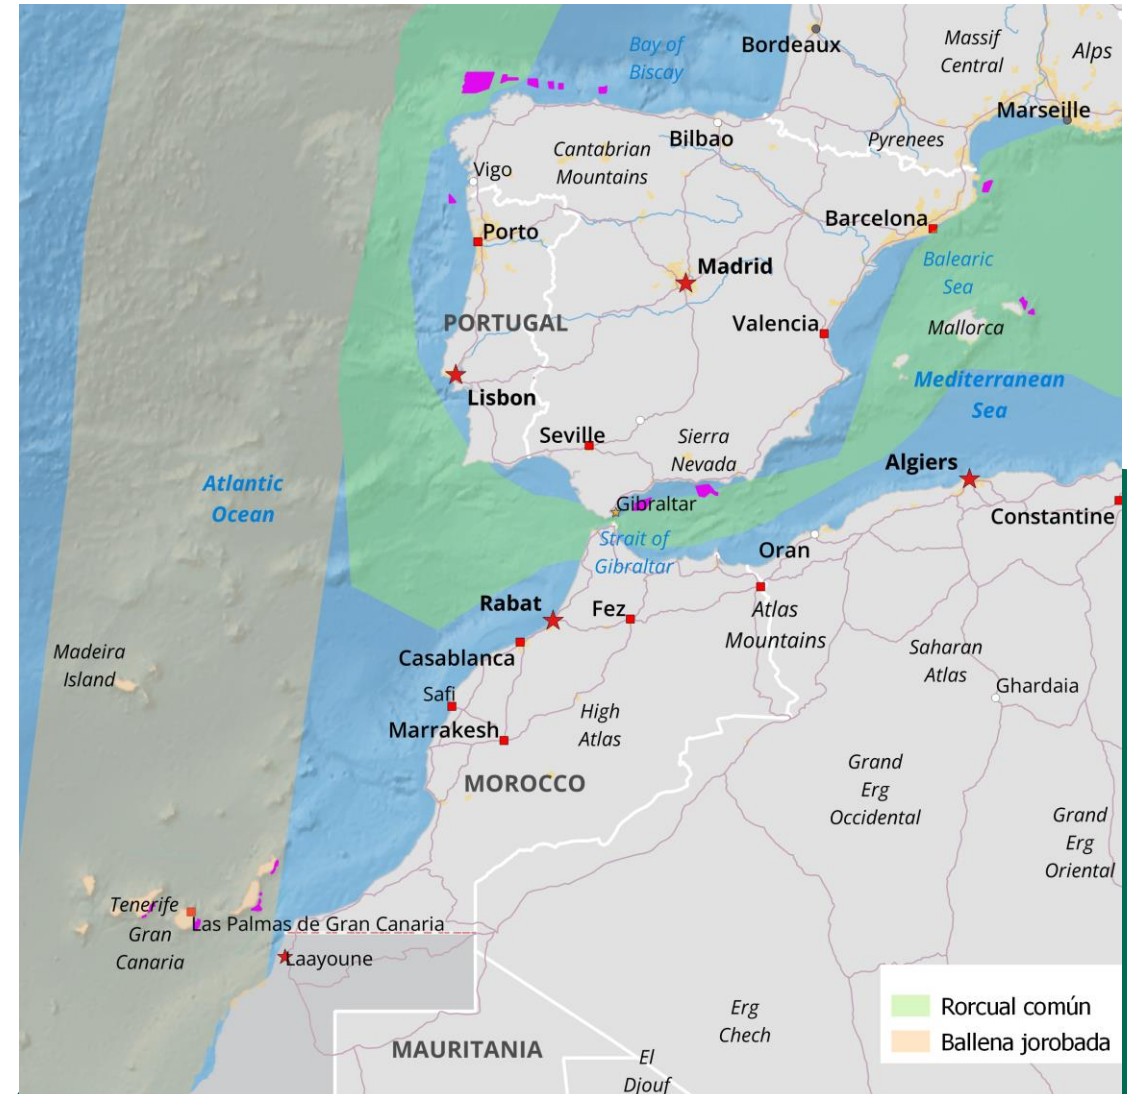 Bay of
Biscay
Bordeaux
Massif
Central
Alps
Marseille
Bilbao
Pyrenees
Cantabrian
Mountains
Vigo
Barcelona
Porto
Madrid
Balearic
Sea
PORTUGAL
Valencia
Mallorca
Mediterranean
Sea
Lisbon
Seville
Sierra
Nevada
Algiers
Atlantic
Ocean
Gibraltar
Constantine
Strait of
Gibraltar
Oran
Rabat
Fez
Atlas
Mountains
Madeira
Island
Casablanca
Saharan
Atlas
Safi
Ghardaia
Marrakesh
High
Atlas
MOROCCO
Grand
Erg
Occidental
Grand
Erg
Oriental
Tenerife
Las Palmas de Gran Canaria
Gran
Canaria
Laayoune
Erg
Chech
Rorcual común
Ballena jorobada
MAURITANIA
El
Djouf